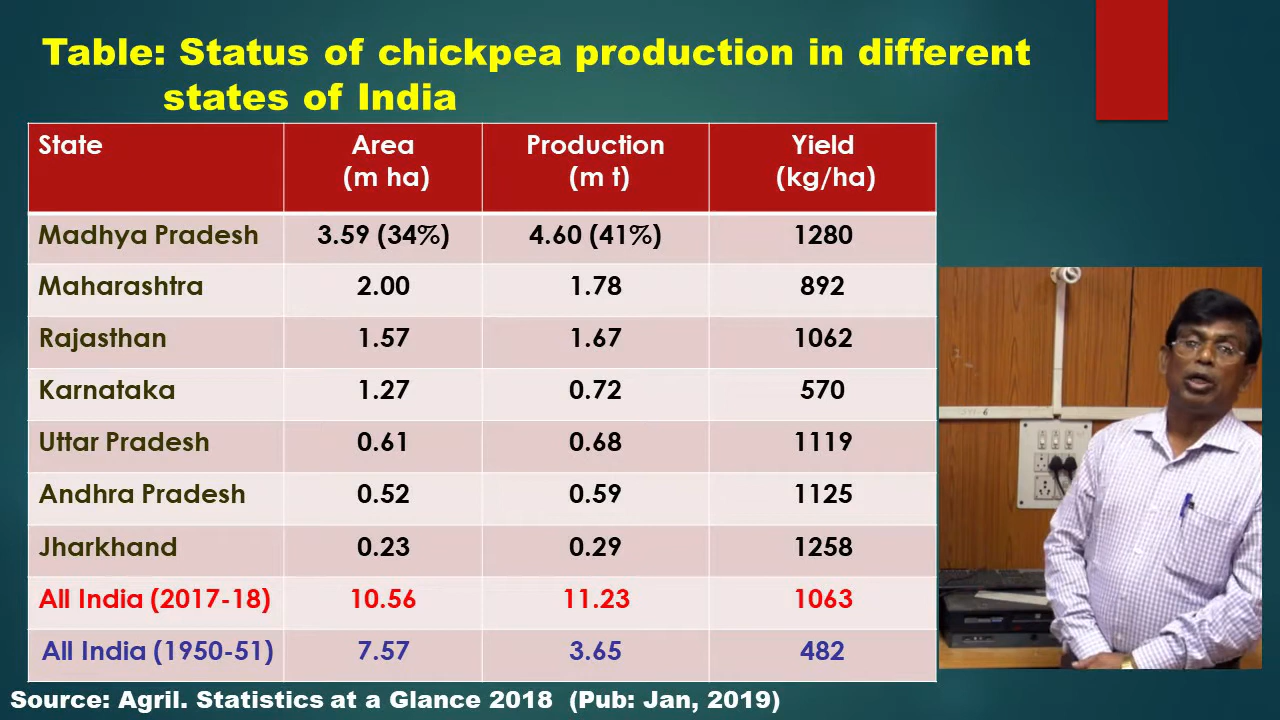 Table: Status of chickpea production in different
states of India
State Area Production Yield
(m ha) (m t) (kg/ha)
Madhya Pradesh 3.59 (34%) 4.60 (41%) 1280
Maharashtra 2.00 1.78 892
Rajasthan 1.57 1.67 1062
Karnataka 1.27 0.72 570
Uttar Pradesh 0.61 0.68 1119
Andhra Pradesh 0.52 0.59 1125
Jharkhand 0.23 0.29 1258
All India (2017-18) 10.56 11.23 1063
All India (1950-51) 7.57 3.65 482
Source: Agril. Statistics at a Glance 2018 (Pub: Jan, 2019)